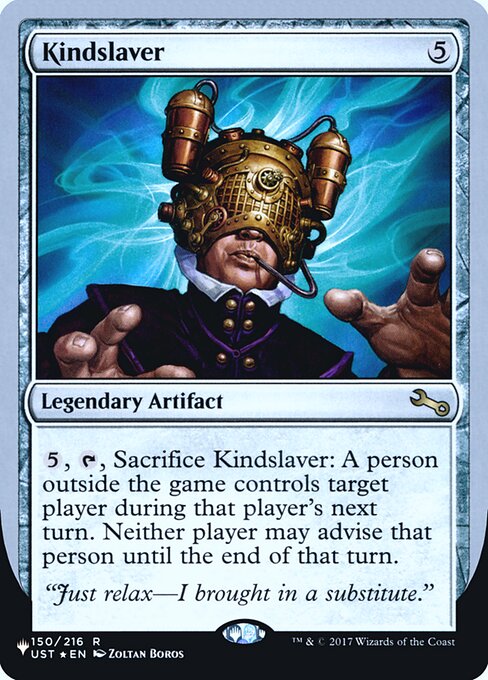 Kindslaver 5
Legendary Artifact
5, T, Sacrifice Kindslaver: A person
outside the game controls target
player during that player's next
turn. Neither player may advise that
person until the end of that turn.
“Just relax—I brought in a substitute.”
150/216 R
UST ★ EN Zoltan Boros
™ & © 2017 Wizards of the Coast